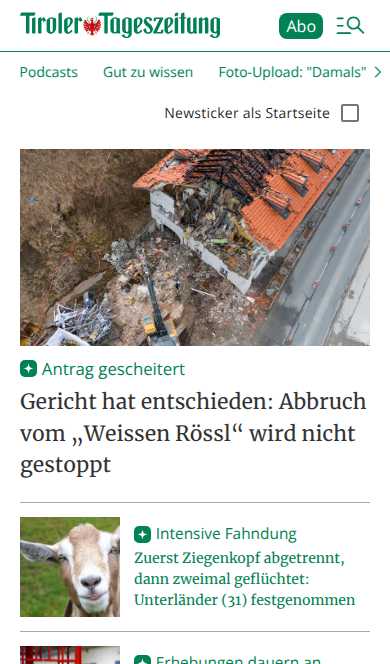 Tiroler Tageszeitung
Abo
Podcasts Gut zu wissen Foto-Upload: "Damals"
Newsticker als Startseite
Antrag gescheitert
Gericht hat entschieden: Abbruch
vom „Weissen Rössl“ wird nicht
gestoppt
Intensive Fahndung
Zuerst Ziegenkopf abgetrennt,
dann zweimal geflüchtet:
Unterländer (31) festgenommen
Erhebungen dauern an